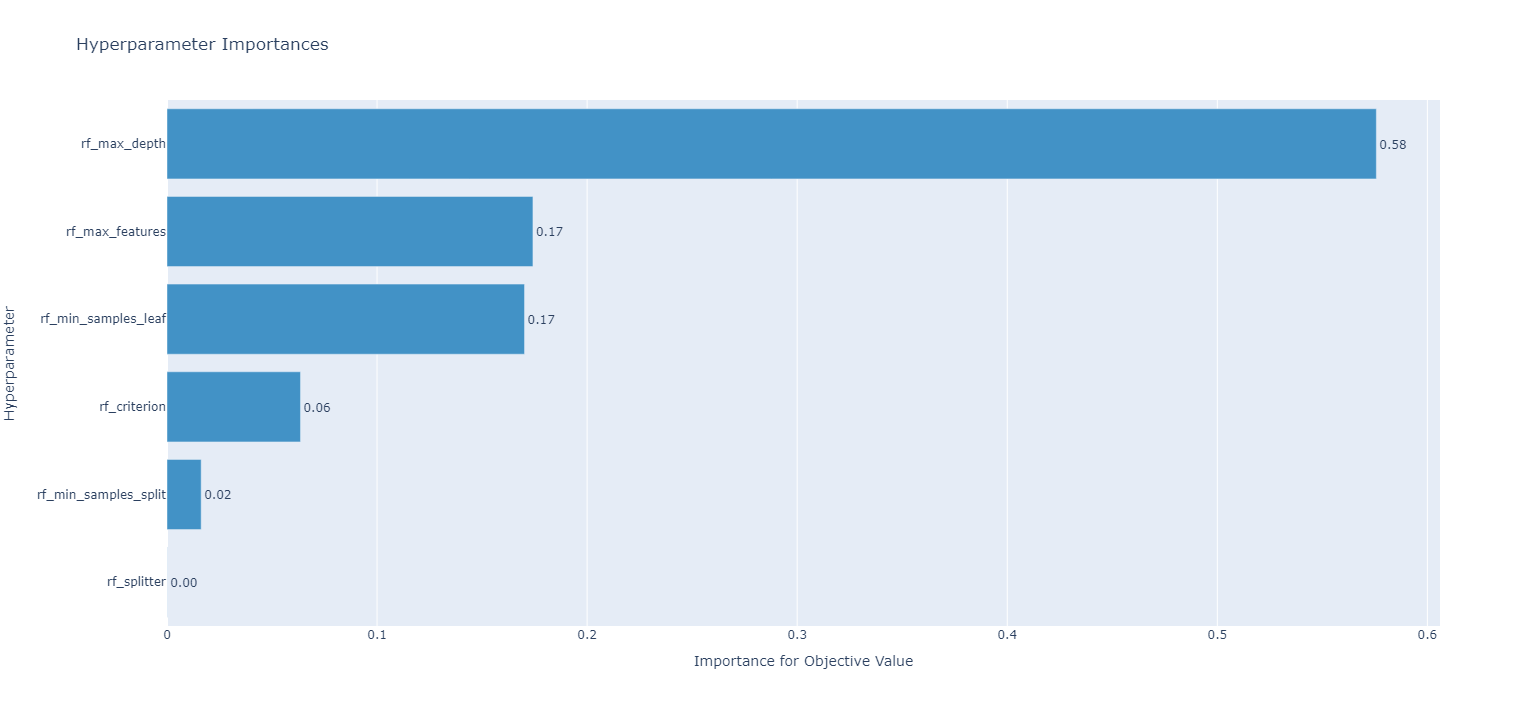 Hyperparameter Importances
rf_max_depth
0.58
rf_max_features
0.17
rf_min_samples_leaf
0.17
rf_criterion
0.06
rf_min_samples_split
0.02
rf_splitter
0.00
Hyperparameter
0
0.1
0.2
0.3
0.4
0.5
0.6
Importance for Objective Value